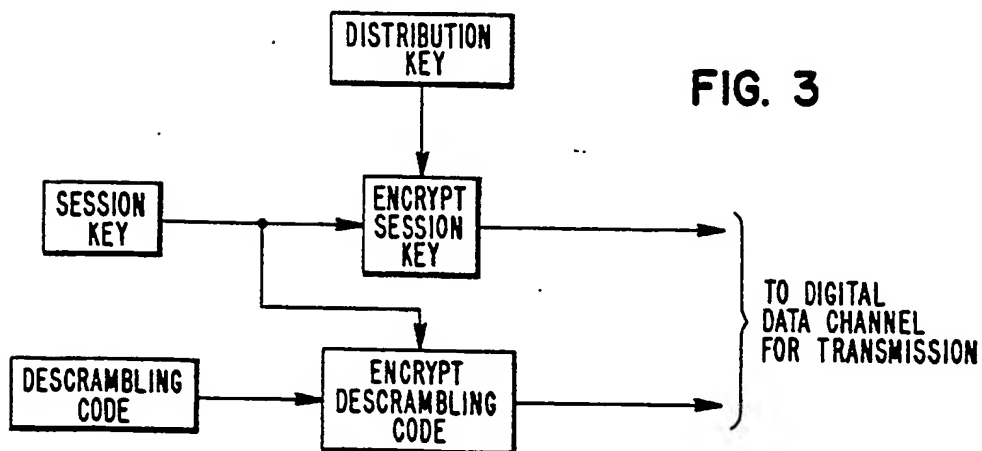 DISTRIBUTION
KEY
FIG. 3
SESSION
KEY
ENCRYPT
SESSION
KEY
TO DIGITAL
DATA CHANNEL
FOR TRANSMISSION
DESCRAMBLING
CODE
ENCRYPT
DESCRAMBLING
CODE